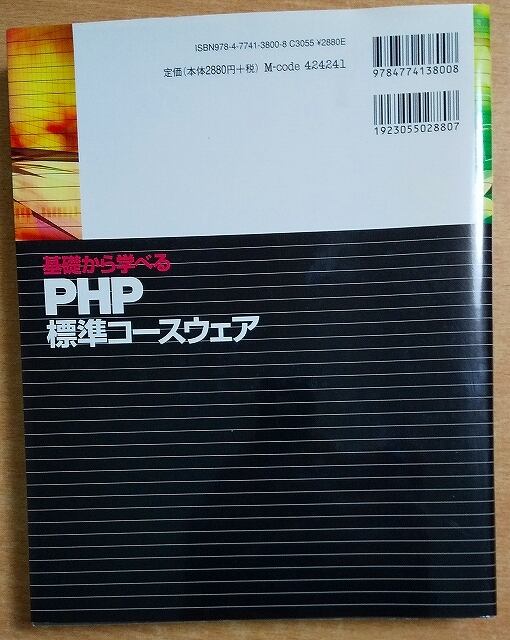 ISBN978-4-7741-3800-8 C3055 ¥2880E
定価(本体2880円+税) M-code 424241
9784774138008
1923055028807
基礎から学べる
PHP
標準コースウェア